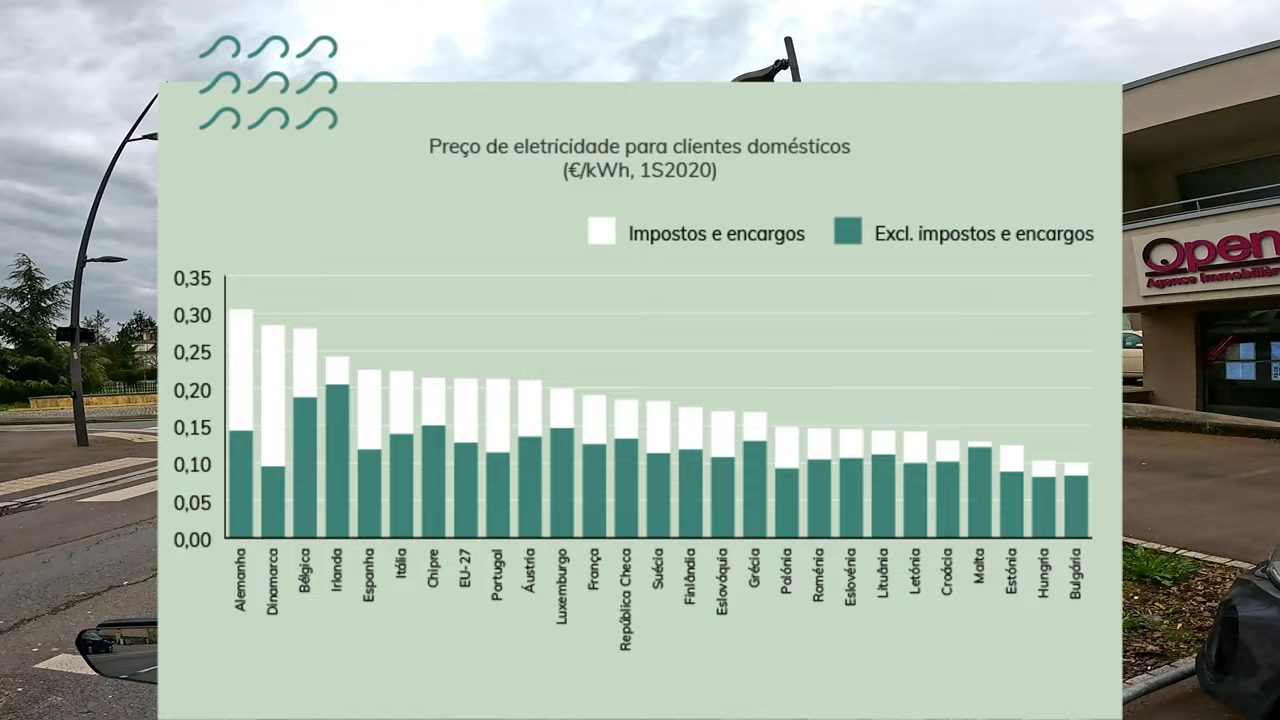 Preço de eletricidade para clientes domésticos
(€/kWh, 1S2020)
Impostos e encargos
Excl. impostos e encargos
0,35
0,30
0,25
0,20
0,15
0,10
0,05
0,00
Alemanha
Dinamarca
Bélgica
Irlanda
Espanha
Itália
Chipre
EU-27
Portugal
Áustria
Luxemburgo
França
República Checa
Suécia
Finlândia
Eslováquia
Grécia
Polónia
Roménia
Eslovénia
Lituânia
Letónia
Croácia
Malta
Estónia
Hungria
Bulgária
Open
Agence Immobilièr